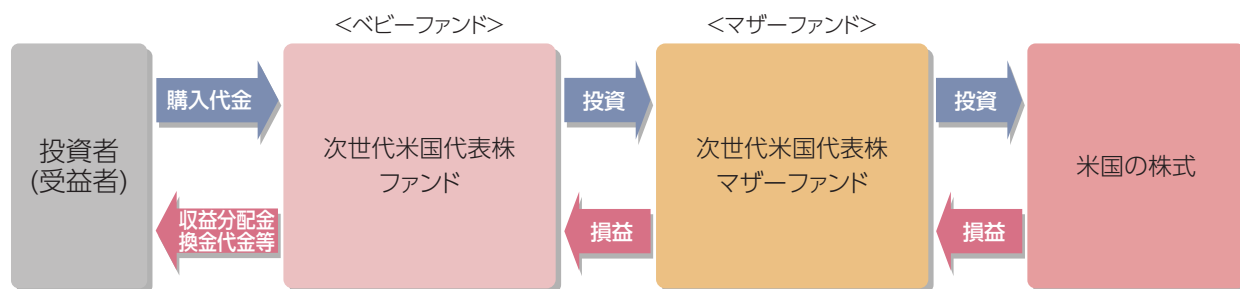 <ベビーファンド>
<マザーファンド>
投資者
(受益者)
購入代金
収益分配金
換金代金等
次世代米国代表株
ファンド
投資
損益
次世代米国代表株
マザーファンド
投資
損益
米国の株式